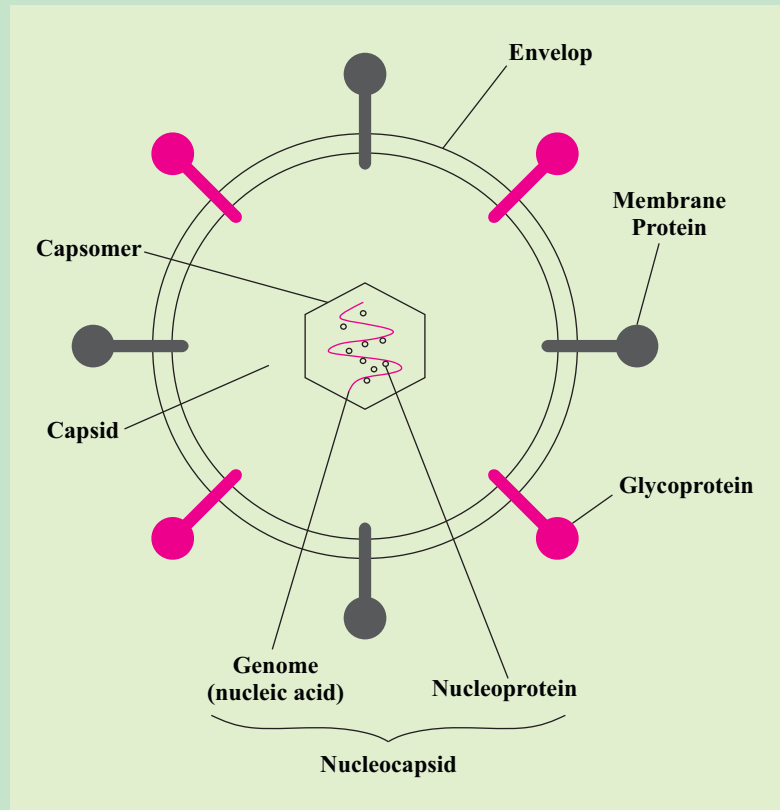 Envelop
Membrane
Protein
Capsomer
Capsid
Glycoprotein
Genome
(nucleic acid)
Nucleoprotein
Nucleocapsid